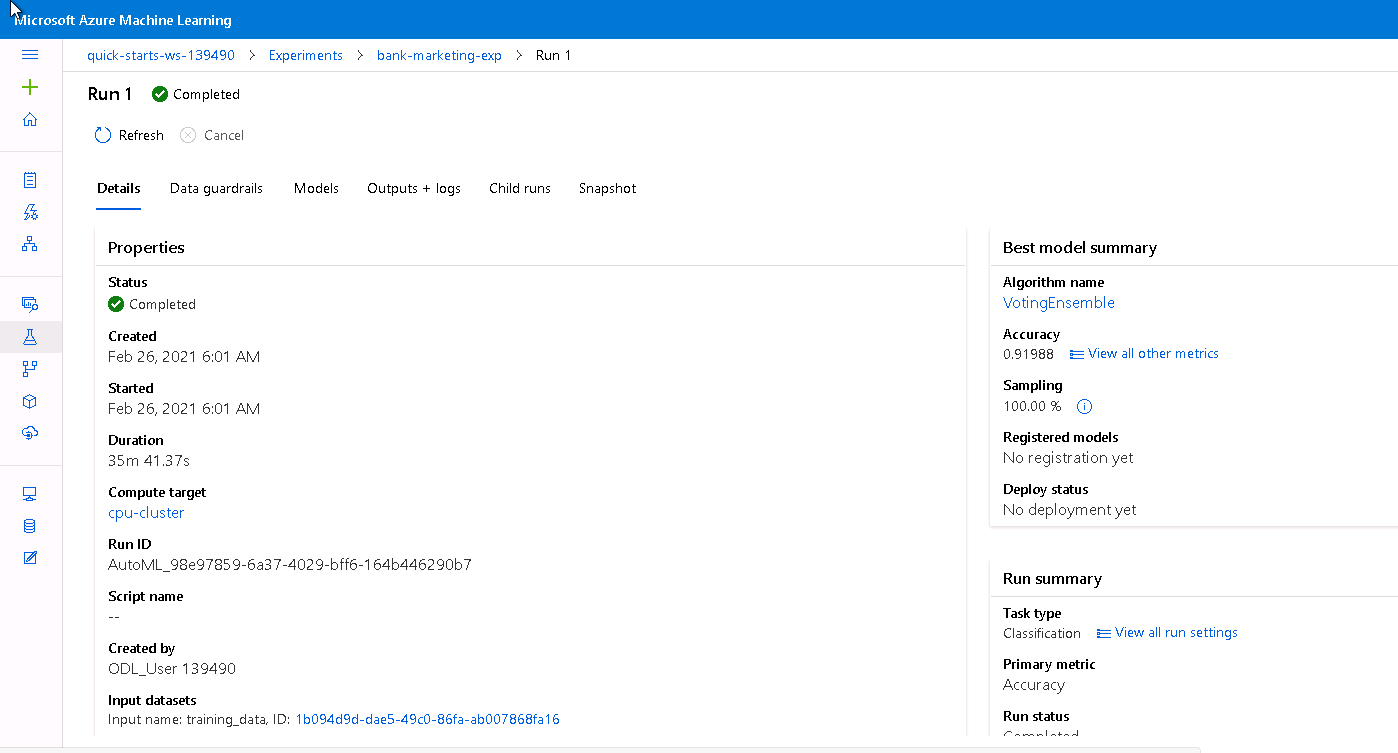 Microsoft Azure Machine Learning
quick-starts-ws-139490 > Experiments > bank-marketing-exp > Run 1
Run 1 Completed
Refresh Cancel
Details Data guardrails Models Outputs + logs Child runs Snapshot
Properties
Status
Completed
Created
Feb 26, 2021 6:01 AM
Started
Feb 26, 2021 6:01 AM
Duration
35m 41.37s
Compute target
cpu-cluster
Run ID
AutoML_98e97859-6a37-4029-bff6-164b446290b7
Script name
--
Created by
ODL_User 139490
Input datasets
Input name: training_data, ID: 1b094d9d-dae5-49c0-86fa-ab007868fa16
Best model summary
Algorithm name
VotingEnsemble
Accuracy
0.91988 View all other metrics
Sampling
100.00 %
Registered models
No registration yet
Deploy status
No deployment yet
Run summary
Task type
Classification View all run settings
Primary metric
Accuracy
Run status
Completed